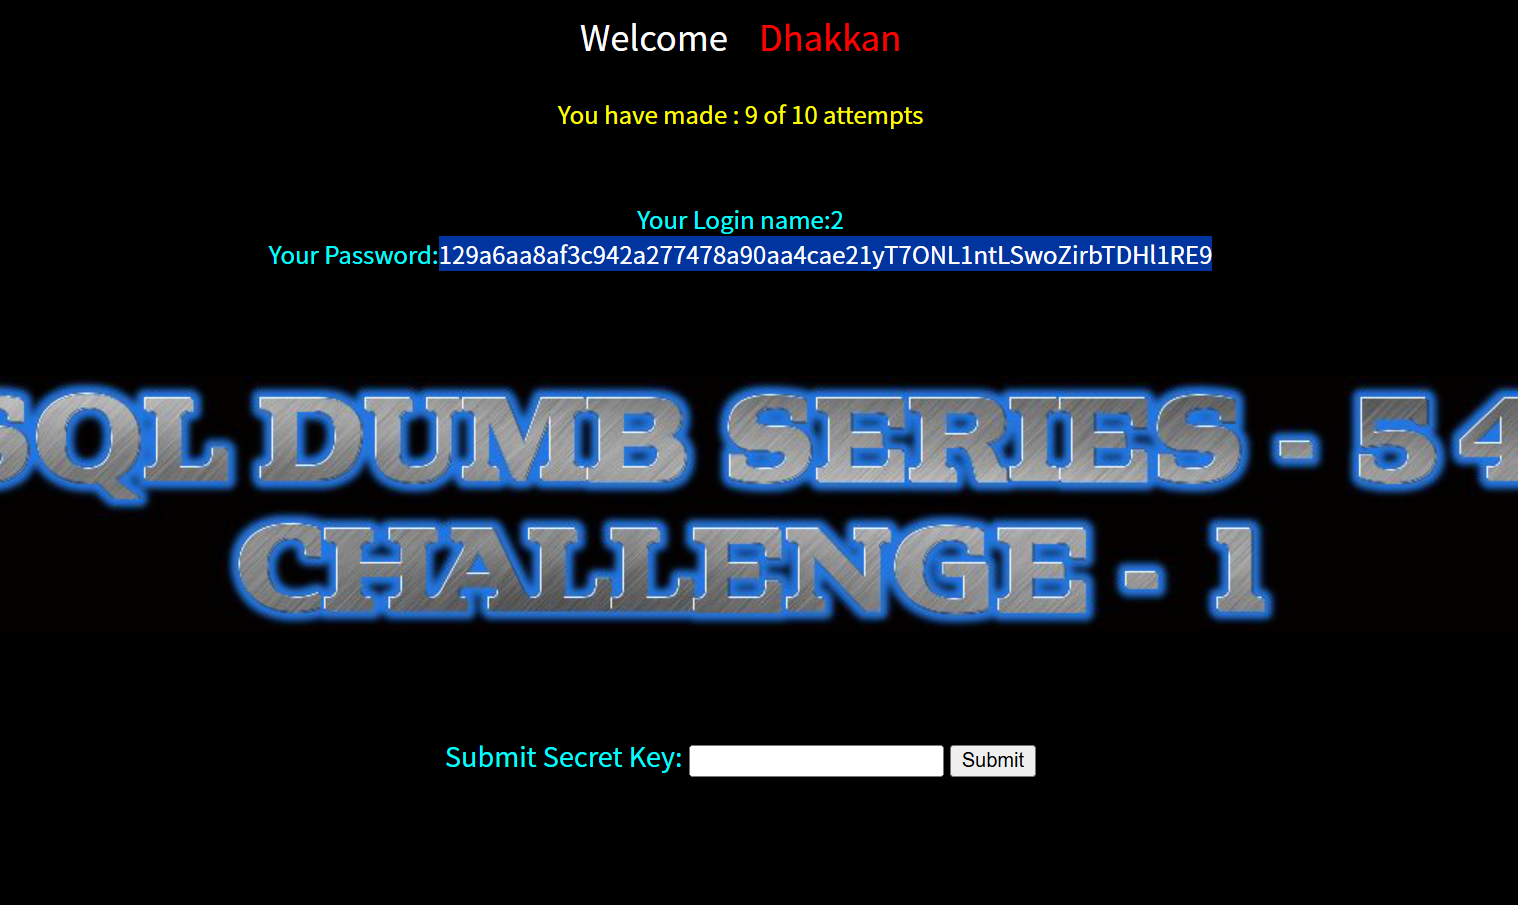 Welcome Dhakkan
You have made : 9 of 10 attempts
Your Login name:2
Your Password:129a6aa8af3c942a277478a90aa4cae21yT7ONL1ntLSwoZirbTDHl1RE9
SQL DUMB SERIES - 54
CHALLENGE - 1
Submit Secret Key:
Submit